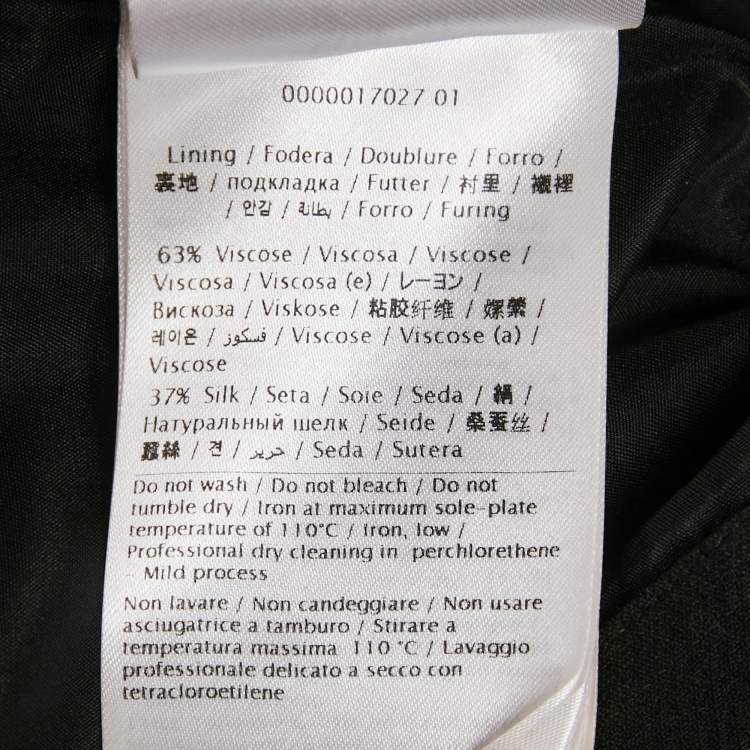 0000017027 01
Lining / Fodera / Doublure / Forro /
裏地 / подкладка / Futter / 衬里 / 襯裡
/ 안감 / بطانة / Forro / Furing
63% Viscose / Viscosa / Viscose /
Viscosa / Viscosa (e) / レーヨン /
Вискоза / Viskose / 粘胶纤维 / 嫘縈 /
레이온 / فسكوز / Viscose / Viscose (a) /
Viscose
37% Silk / Seta / Soie / Seda / 絹 /
Натуральный шелк / Seide / 桑蚕丝 /
蠶絲 / 견 / حرير / Seda / Sutera
Do not wash / Do not bleach / Do not
tumble dry / Iron at maximum sole-plate
temperature of 110°C / Iron, low /
Professional dry cleaning in perchlorethene
- Mild process
Non lavare / Non candeggiare / Non usare
asciugatrice a tamburo / Stirare a
temperatura massima 110 °C / Lavaggio
professionale delicato a secco con
tetracloroetilene